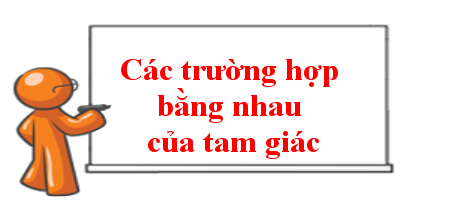 Các trường hợp
bằng nhau
của tam giác